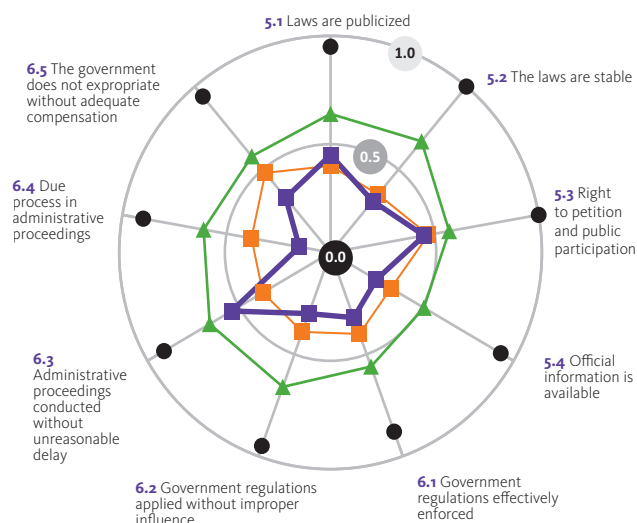 5.1 Laws are publicized
1.0
5.2 The laws are stable
0.5
5.3 Right
to petition
and public
participation
0.0
5.4 Official
information is
available
6.1 Government
regulations effectively
enforced
6.2 Government regulations
applied without improper
influence
6.3
Administrative
proceedings
conducted
without
unreasonable
delay
6.4 Due
process in
administrative
proceedings
6.5 The government
does not expropriate
without adequate
compensation